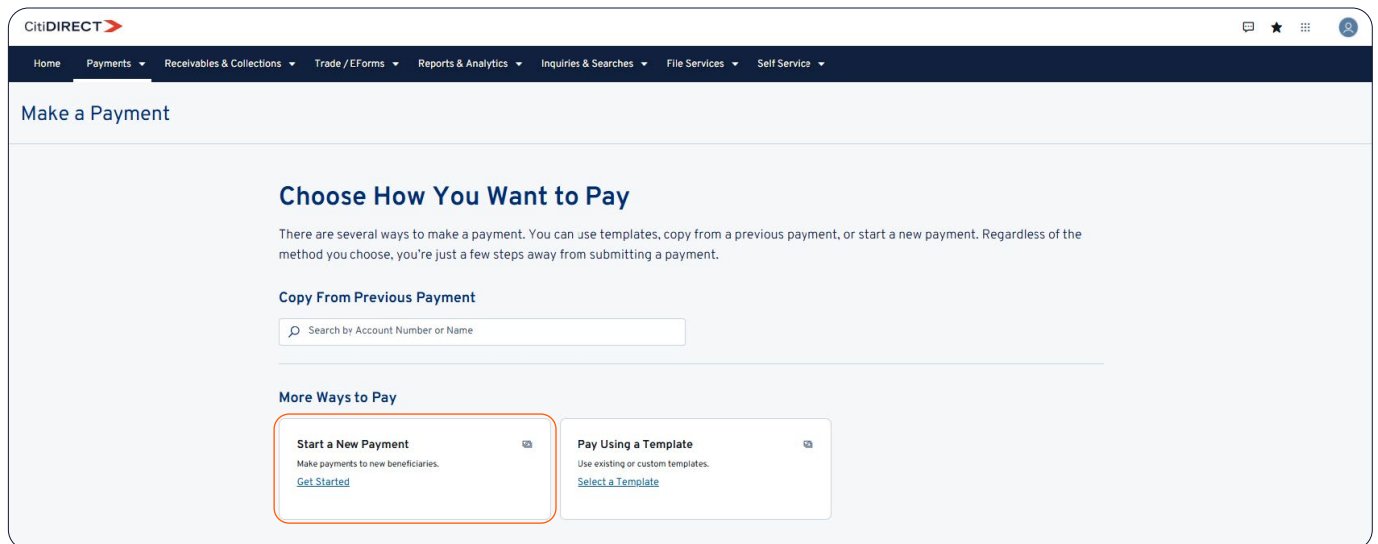 CitiDIRECT
Home Payments Receivables & Collections Trade / EForms Reports & Analytics Inquiries & Searches File Services Self Service
Make a Payment
Choose How You Want to Pay
There are several ways to make a payment. You can use templates, copy from a previous payment, or start a new payment. Regardless of the
method you choose, you're just a few steps away from submitting a payment.
Copy From Previous Payment
Search by Account Number or Name
More Ways to Pay
Start a New Payment
Make payments to new beneficiaries.
Get Started
Pay Using a Template
Use existing or custom templates.
Select a Template